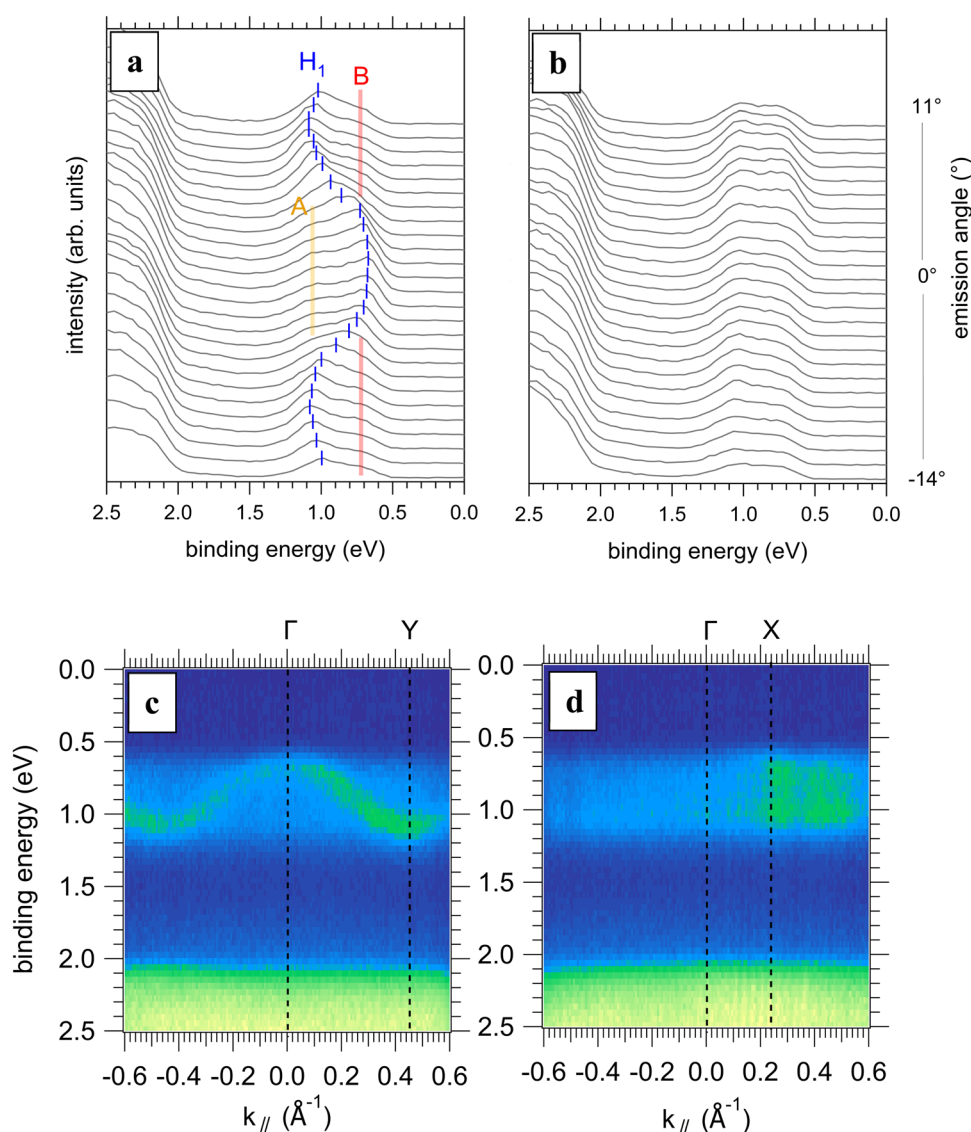 a
H1
B
A
intensity (arb. units)
2.5 2.0 1.5 1.0 0.5 0.0
binding energy (eV)
b
11°
0°
-14°
emission angle (°)
2.5 2.0 1.5 1.0 0.5 0.0
binding energy (eV)
Γ Y
c
0.0
0.5
1.0
1.5
2.0
2.5
binding energy (eV)
-0.6 -0.4 -0.2 0.0 0.2 0.4 0.6
k// (Å-1)
Γ X
d
0.0
0.5
1.0
1.5
2.0
2.5
-0.6 -0.4 -0.2 0.0 0.2 0.4 0.6
k// (Å-1)